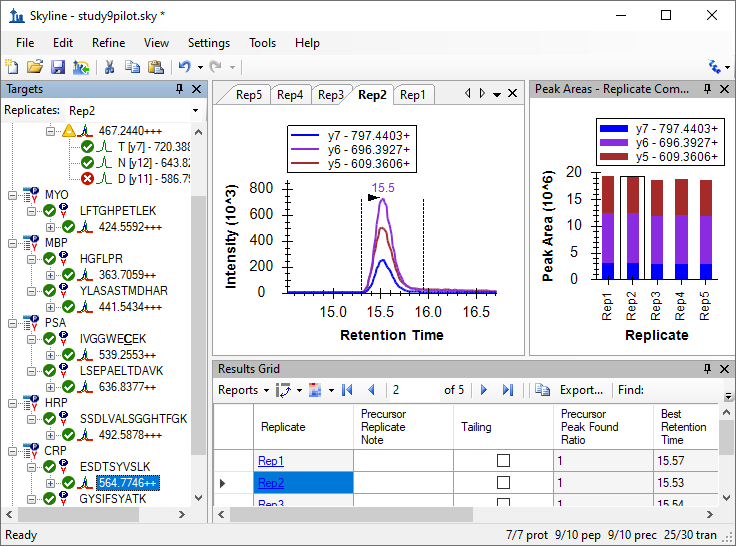 Skyline - study9pilot.sky *
File Edit Refine View Settings Tools Help
Targets
Replicates: Rep2
467.2440+++
T [y7] - 720.388
N [y12] - 643.82
D [y11] - 586.79
MYO
LFTGHPETLEK
424.5592+++
MBP
HGFLPR
363.7059+++
YLASASTMDHAR
441.5434+++
PSA
IVGGWECEK
539.2553++
LSEPAELTDAVK
636.8377++
HRP
SSDLVALSGGHTFGK
492.5878+++
CRP
ESDTSYVSLK
564.7746++
GYSIFSYATK
Rep5 Rep4 Rep3 Rep2 Rep1
y7 - 797.4403+
y6 - 696.3927+
y5 - 609.3606+
15.5
Intensity (10^3)
800
600
400
200
0
15.0 15.5 16.0 16.5
Retention Time
Peak Areas - Replicate Com...
y7 - 797.4403+
y6 - 696.3927+
y5 - 609.3606+
Peak Area (10^6)
20
15
10
5
0
Rep1 Rep2 Rep3 Rep4 Rep5
Replicate
Results Grid
Reports 2 of 5 Export... Find:
Replicate
Precursor Replicate Note
Tailing
Precursor Peak Found Ratio
Best Retention Time
Rep1 1 15.57
Rep2 1 15.53
Rep3 1 15.54
Ready
7/7 prot 9/10 pep 9/10 prec 25/30 tran